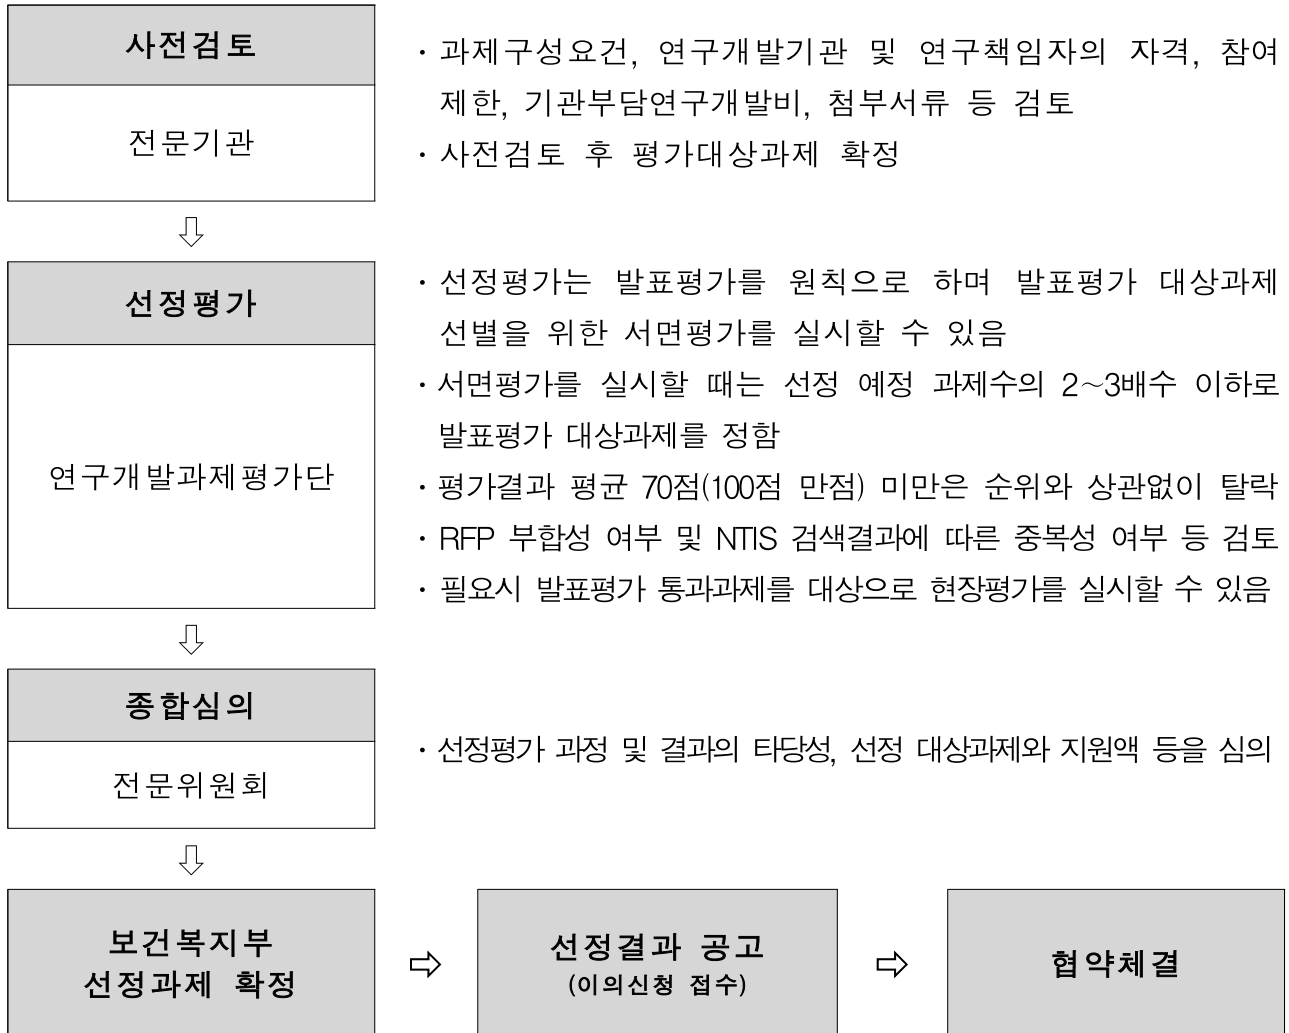 사전검토
전문기관
· 과제구성요건, 연구개발기관 및 연구책임자의 자격, 참여
제한, 기관부담연구개발비, 첨부서류 등 검토
· 사전검토 후 평가대상과제 확정
⇩
선정평가
연구개발과제평가단
· 선정평가는 발표평가를 원칙으로 하며 발표평가 대상과제
선별을 위한 서면평가를 실시할 수 있음
· 서면평가를 실시할 때는 선정 예정 과제수의 2~3배수 이하로
발표평가 대상과제를 정함
· 평가결과 평균 70점(100점 만점) 미만은 순위와 상관없이 탈락
· RFP 부합성 여부 및 NTIS 검색결과에 따른 중복성 여부 등 검토
· 필요시 발표평가 통과과제를 대상으로 현장평가를 실시할 수 있음
⇩
종합심의
전문위원회
· 선정평가 과정 및 결과의 타당성, 선정 대상과제와 지원액 등을 심의
⇩
보건복지부
선정과제 확정
⇨
선정결과 공고
(이의신청 접수)
⇨
협약체결